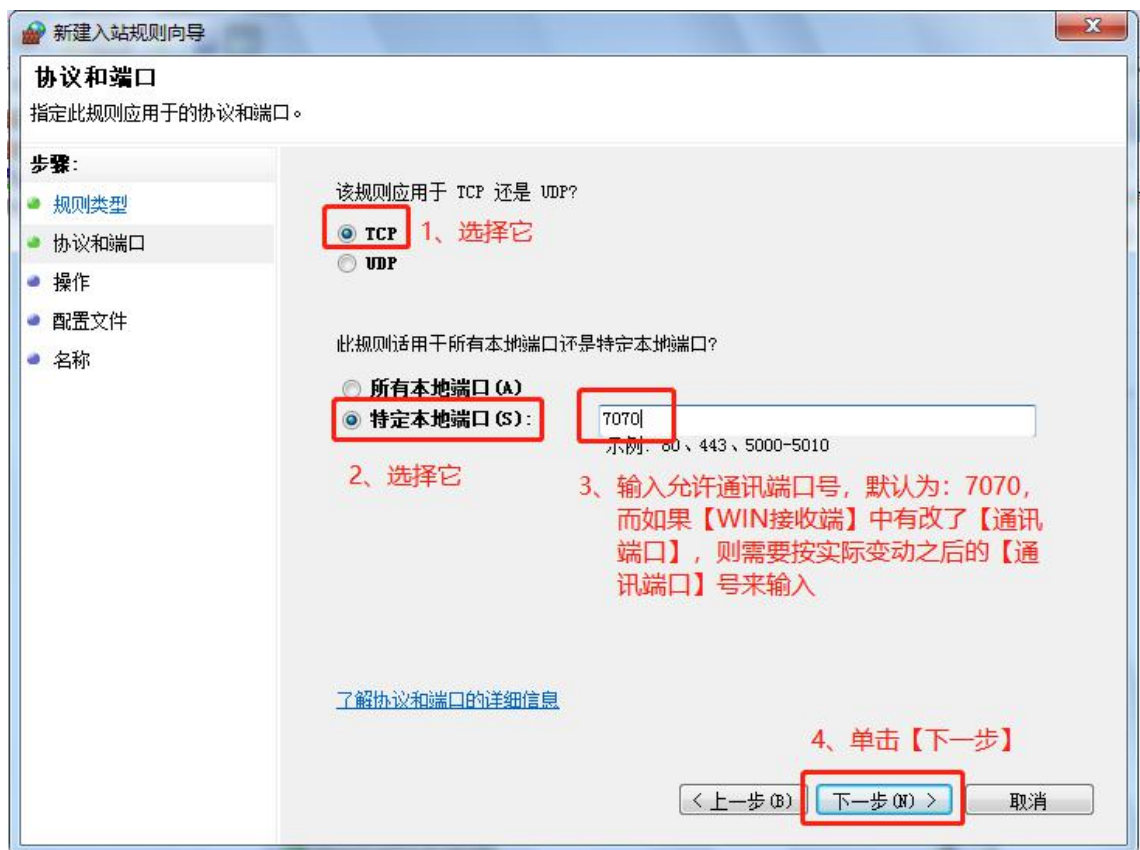 新建入站规则向导
协议和端口
指定此规则应用于的协议和端口。
步骤:
规则类型
协议和端口
操作
配置文件
名称
该规则应用于 TCP 还是 UDP?
TCP 1、选择它
UDP
此规则适用于所有本地端口还是特定本地端口?
所有本地端口(A)
特定本地端口(S): 7070
示例: 80、443、5000-5010
2、选择它
3、输入允许通讯端口号，默认为：7070，
而如果【WIN接收端】中有改了【通讯
端口】，则需要按实际变动之后的【通
讯端口】号来输入
了解协议和端口的详细信息
4、单击【下一步】
< 上一步(B) 下一步(N) > 取消